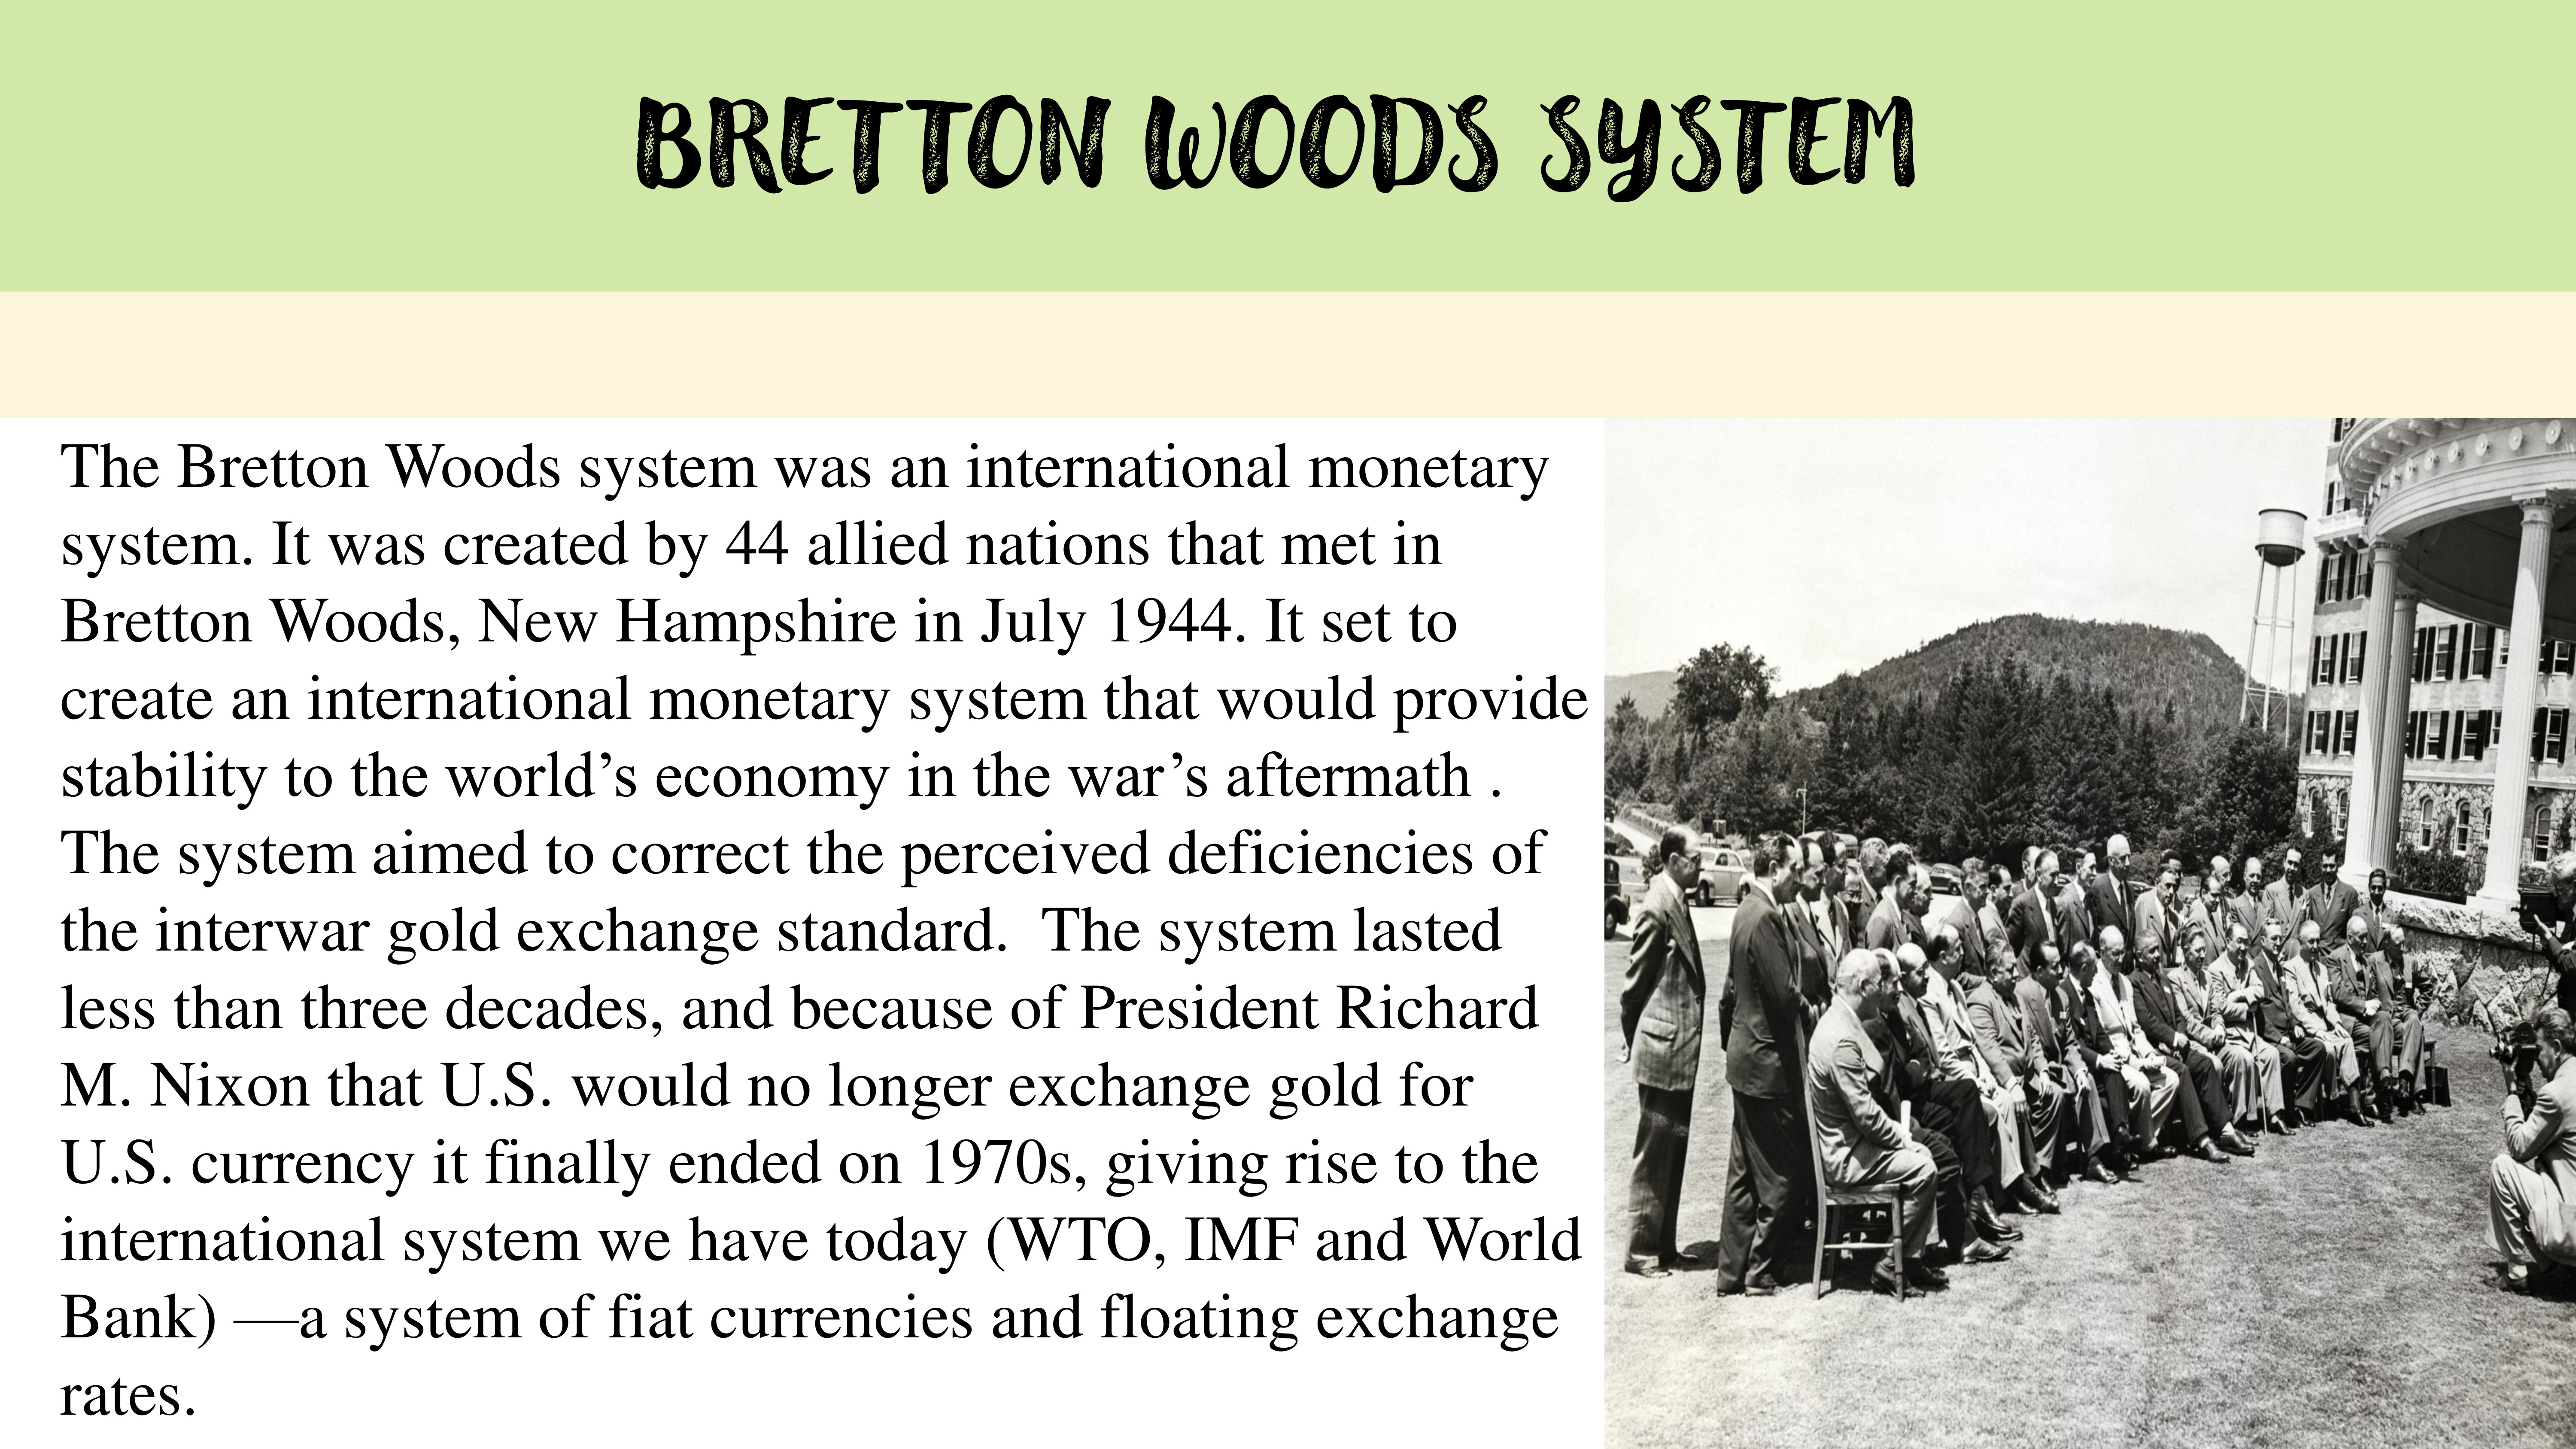 BRETTON WOODS SYSTEM
The Bretton Woods system was an international monetary
system. It was created by 44 allied nations that met in
Bretton Woods, New Hampshire in July 1944. It set to
create an international monetary system that would provide
stability to the world’s economy in the war’s aftermath .
The system aimed to correct the perceived deficiencies of
the interwar gold exchange standard.  The system lasted
less than three decades, and because of President Richard
M. Nixon that U.S. would no longer exchange gold for
U.S. currency it finally ended on 1970s, giving rise to the
international system we have today (WTO, IMF and World
Bank) —a system of fiat currencies and floating exchange
rates.